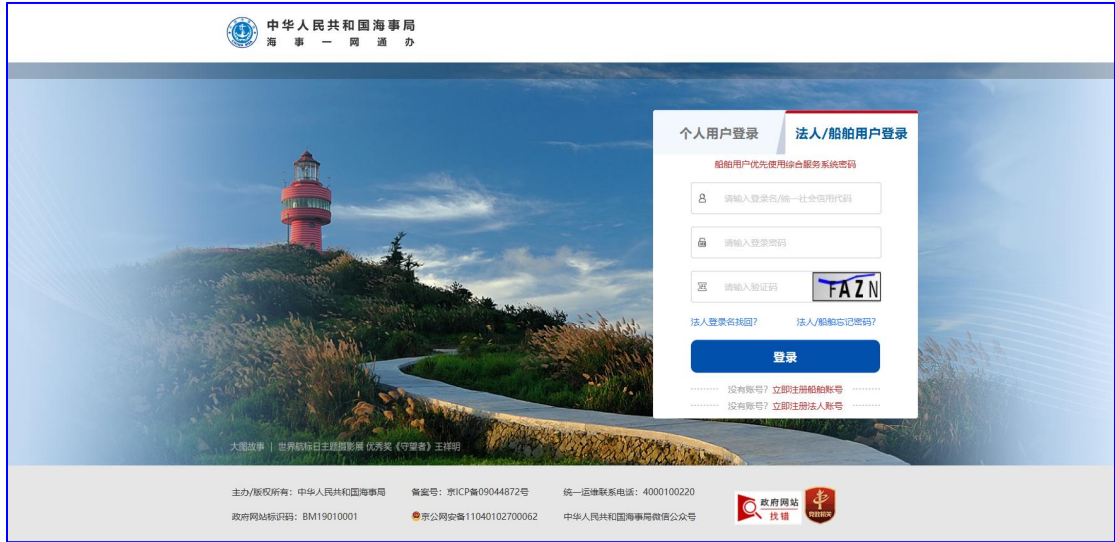 中华人民共和国海事局
海事一网通办
个人用户登录
法人/船舶用户登录
船舶用户优先使用综合服务系统密码
请输入登录名/统一社会信用代码
请输入登录密码
请输入验证码
FAZN
法人登录名找回?
法人/船舶忘记密码?
登录
没有账号? 立即注册船舶账号
没有账号? 立即注册法人账号
大图故事 | 世界航标日主题摄影展 优秀奖《守望者》王祥明
主办/版权所有：中华人民共和国海事局
备案号：京ICP备09044872号
统一运维联系电话：4000100220
政府网站标识码：BM19010001
京公网安备11040102700062
中华人民共和国海事局微信公众号
政府网站
找错
党政机关